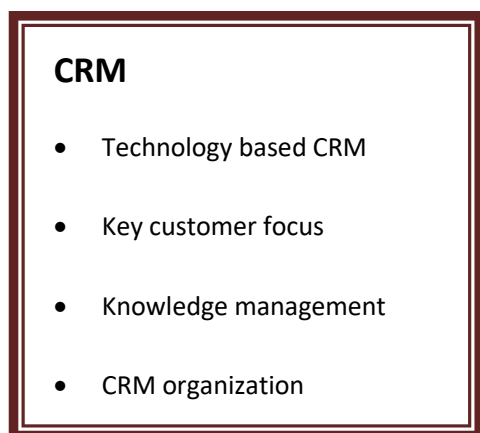 CRM
• Technology based CRM
• Key customer focus
• Knowledge management
• CRM organization